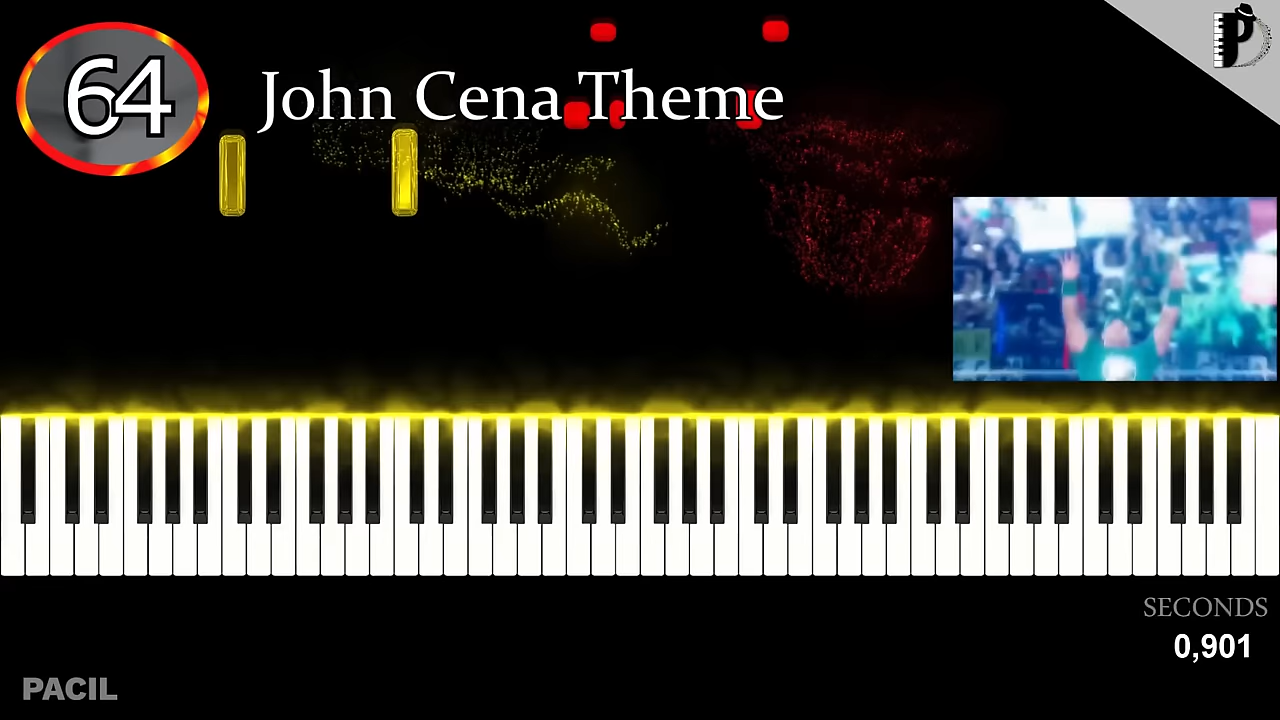 64
John Cena Theme
P
SECONDS
0,901
PACIL